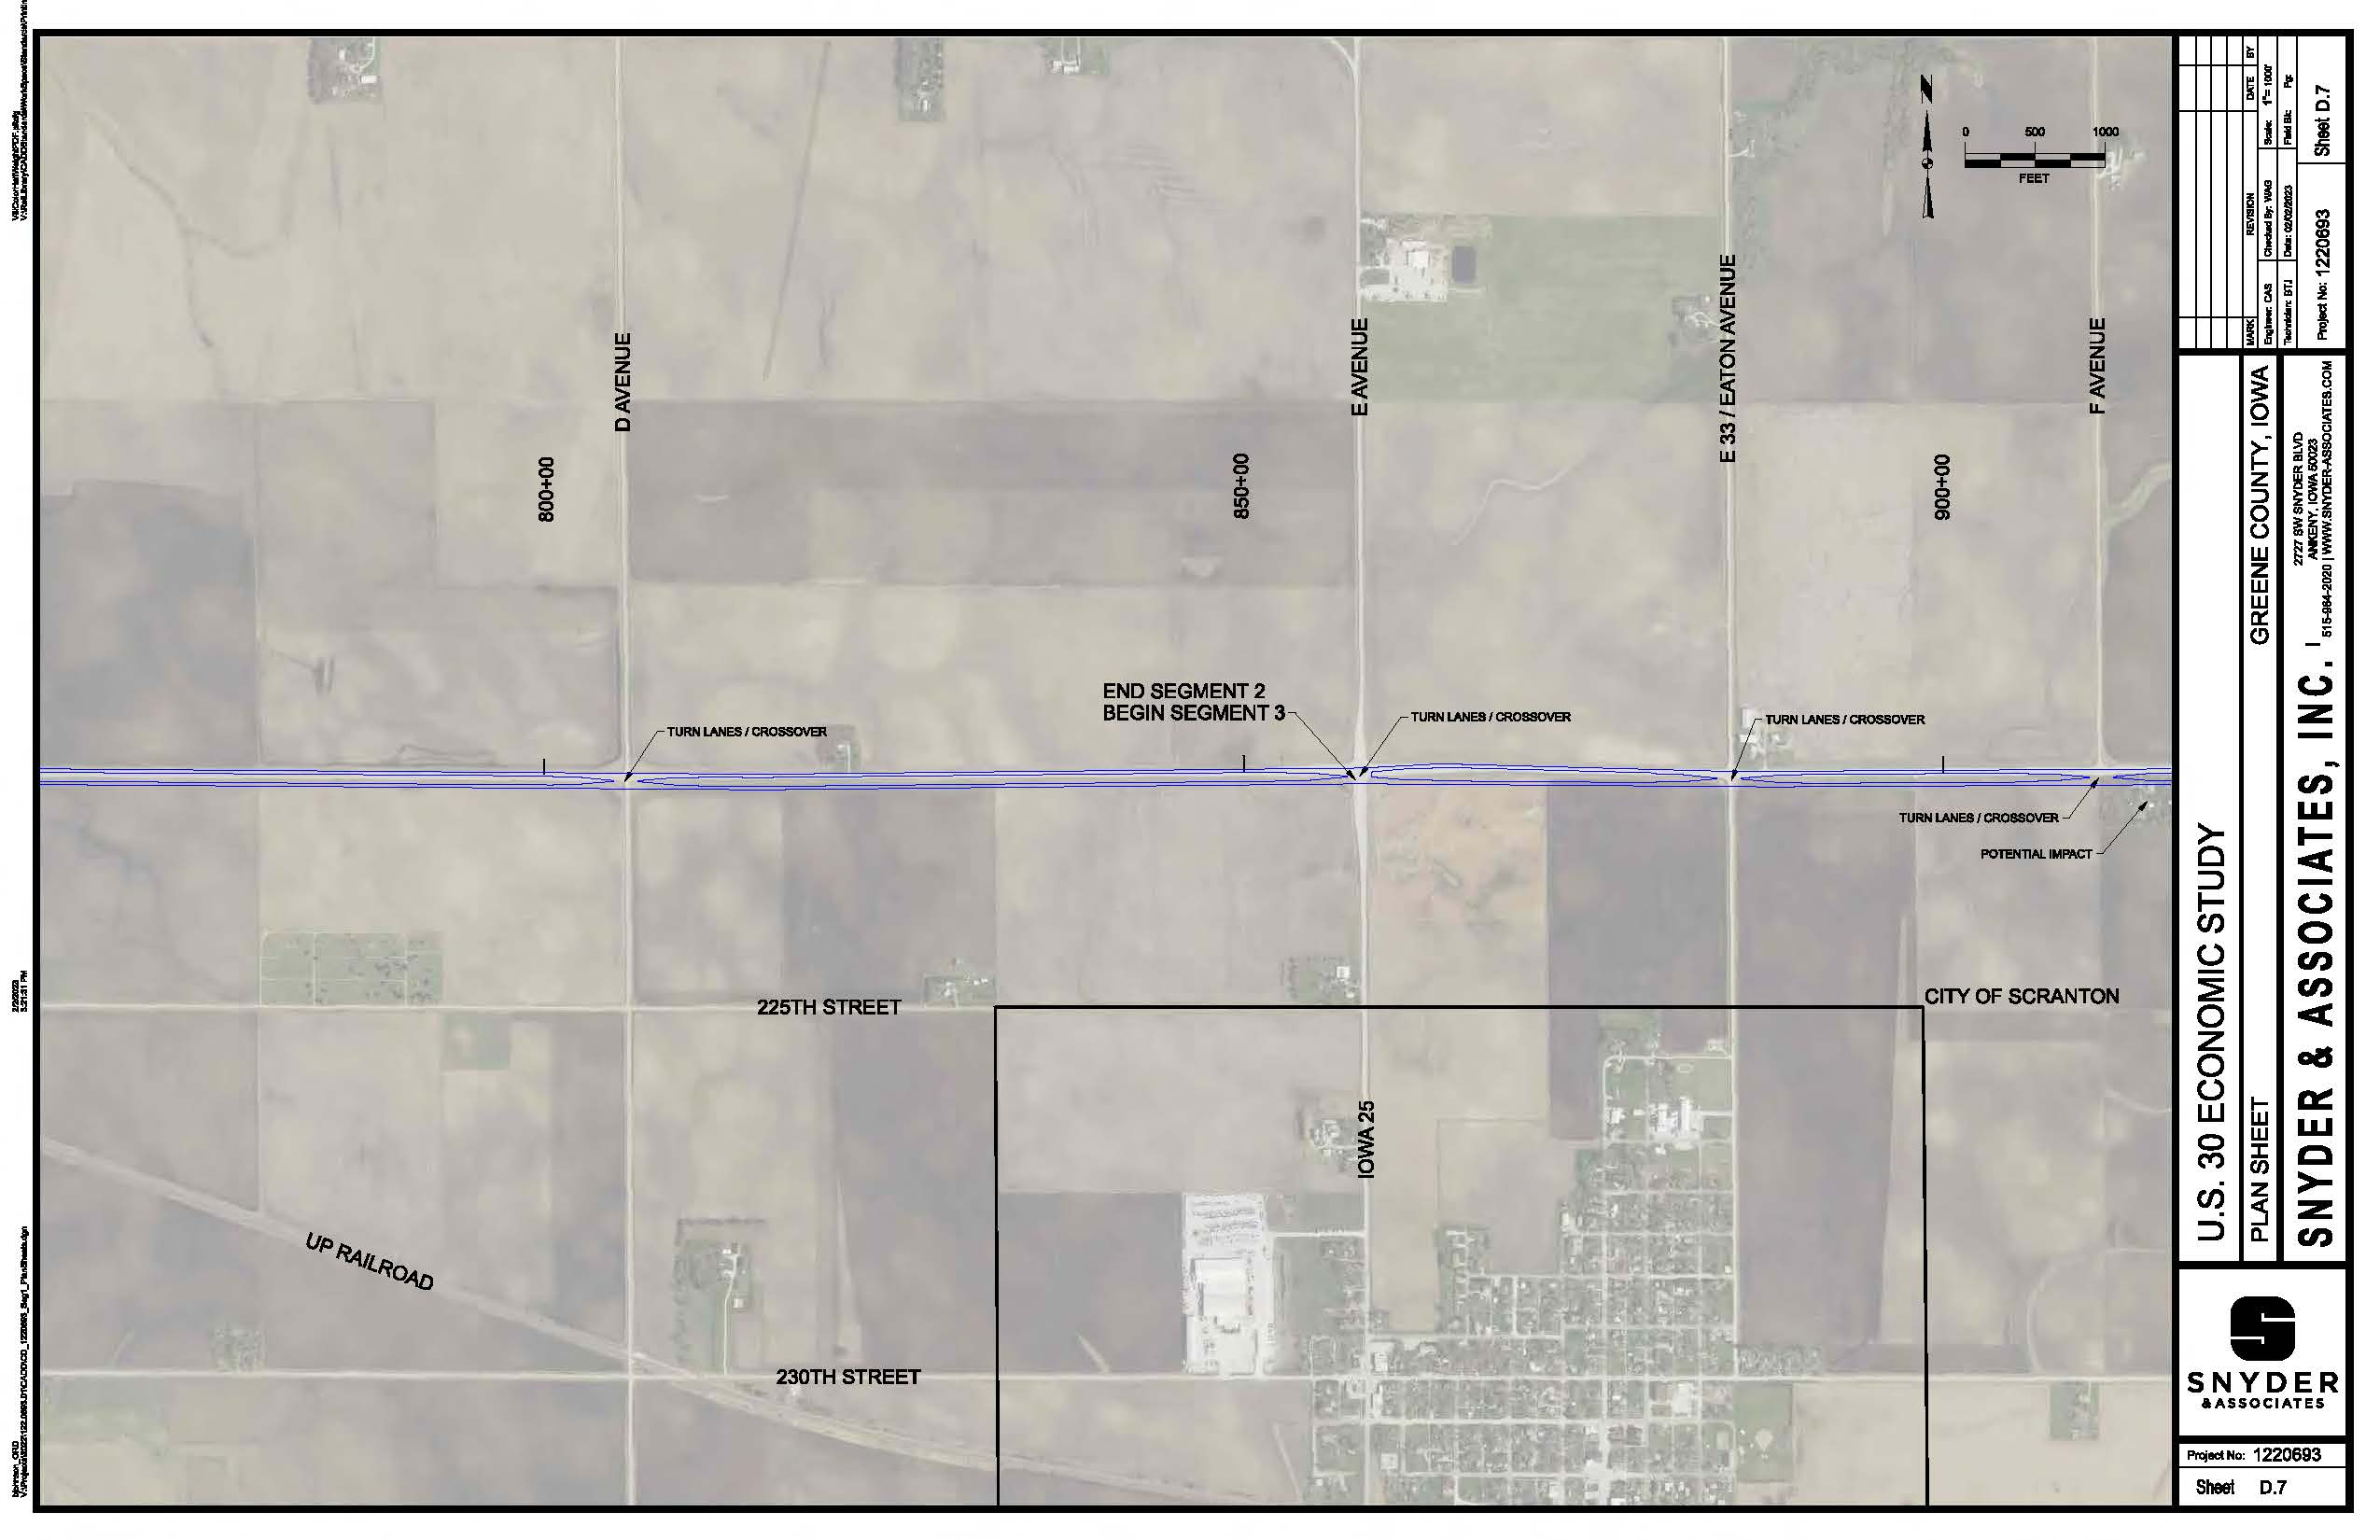 0 500 1000
FEET
D AVENUE
E AVENUE
E 33 / EATON AVENUE
F AVENUE
800+00
850+00
900+00
END SEGMENT 2
BEGIN SEGMENT 3
TURN LANES / CROSSOVER
TURN LANES / CROSSOVER
TURN LANES / CROSSOVER
TURN LANES / CROSSOVER
POTENTIAL IMPACT
225TH STREET
CITY OF SCRANTON
IOWA 25
UP RAILROAD
230TH STREET
MARK REVISION DATE BY
Engineer: CAS Checked By: WAG Scale: 1"= 1000'
Technician: BTJ Date: 02/02/2023 Field Bk: Pg:
Project No: 1220693 Sheet D.7
U.S. 30 ECONOMIC STUDY
PLAN SHEET GREENE COUNTY, IOWA
SNYDER & ASSOCIATES, INC. |
2727 SW SNYDER BLVD
ANKENY, IOWA 50023
515-964-2020 | WWW.SNYDER-ASSOCIATES.COM
S
SNYDER
& ASSOCIATES
Project No: 1220693
Sheet D.7